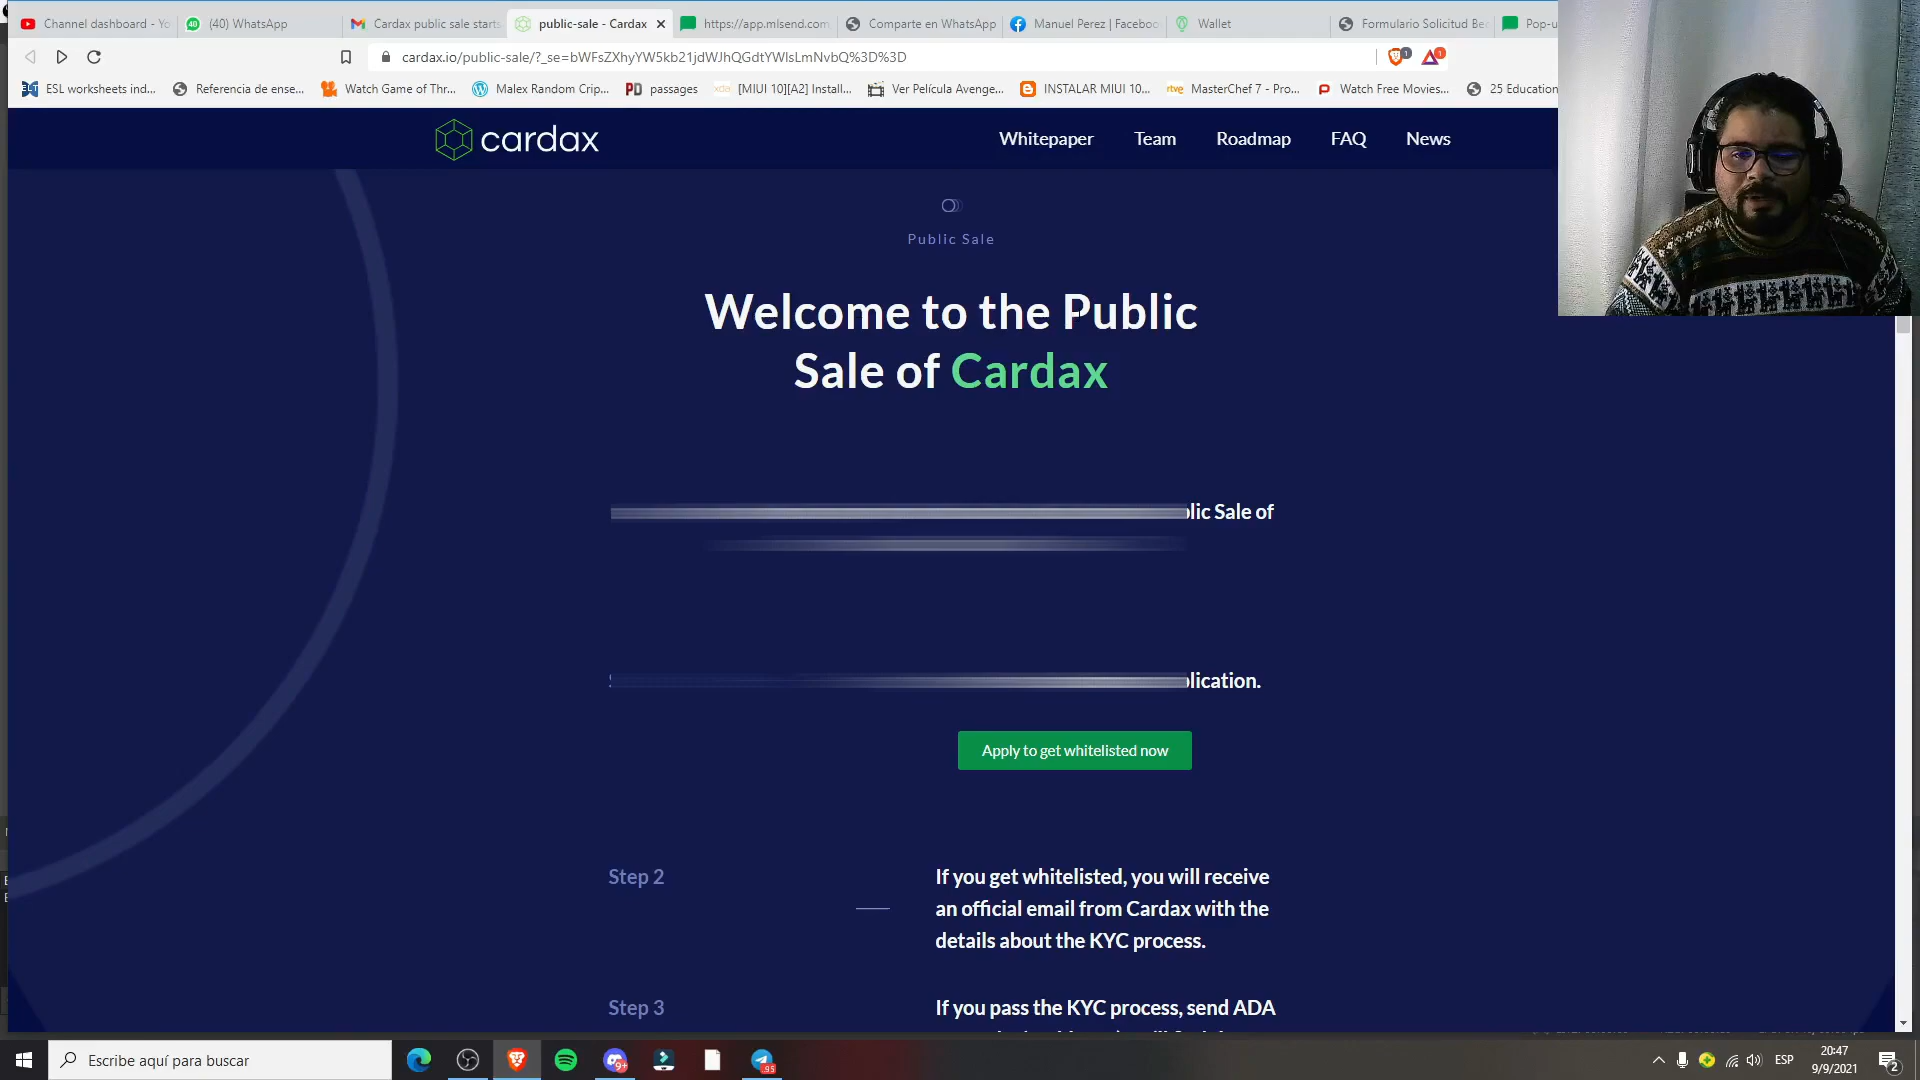 Channel dashboard - Yo
(40) WhatsApp
Cardax public sale starts
public-sale - Cardax
https://app.mlsend.com
Comparte en WhatsApp
Manuel Perez | Faceboo
Wallet
Formulario Solicitud Be
Pop-u
cardax.io/public-sale/?_se=bWFsZXhyYW5kb21jdWJhQGdtYWlsLmNvbQ%3D%3D
ESL worksheets ind...
Referencia de ense...
Watch Game of Thr...
Malex Random Crip...
passages
[MIUI 10][A2] Install...
Ver Película Avenge...
INSTALAR MIUI 10...
MasterChef 7 - Pro...
Watch Free Movies...
25 Education
cardax
Whitepaper
Team
Roadmap
FAQ
News
Public Sale
Welcome to the Public
Sale of Cardax
Sale of
Apply to get whitelisted now
Step 2
If you get whitelisted, you will receive
an official email from Cardax with the
details about the KYC process.
Step 3
If you pass the KYC process, send ADA
Escribe aquí para buscar
ESP
20:47
9/9/2021